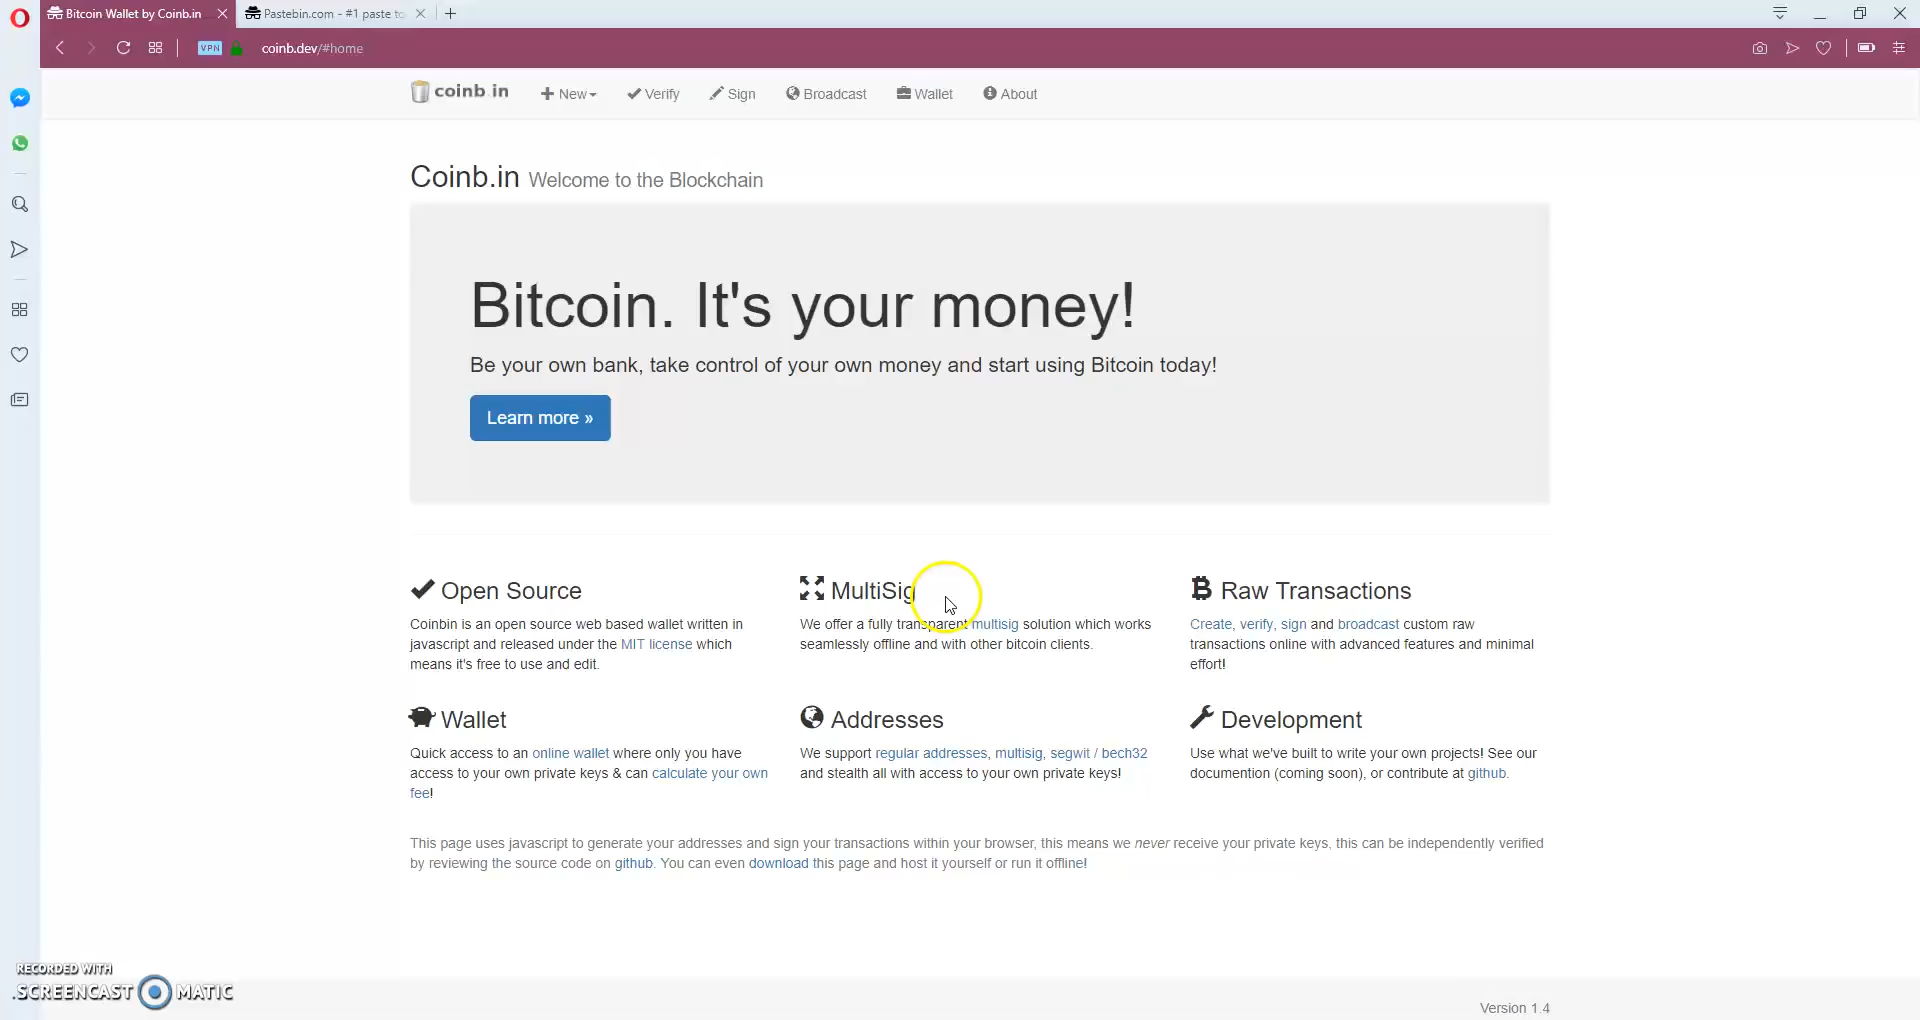 Bitcoin Wallet by Coinb.in
Pastebin.com - #1 paste to
VPN
coinb.dev/#home
coinb.in
New
Verify
Sign
Broadcast
Wallet
About
Coinb.in Welcome to the Blockchain
Bitcoin. It's your money!
Be your own bank, take control of your own money and start using Bitcoin today!
Learn more »
Open Source
Coinbin is an open source web based wallet written in
javascript and released under the MIT license which
means it's free to use and edit.
MultiSig
We offer a fully transparent multisig solution which works
seamlessly offline and with other bitcoin clients.
Raw Transactions
Create, verify, sign and broadcast custom raw
transactions online with advanced features and minimal
effort!
Wallet
Quick access to an online wallet where only you have
access to your own private keys & can calculate your own
fee!
Addresses
We support regular addresses, multisig, segwit / bech32
and stealth all with access to your own private keys!
Development
Use what we've built to write your own projects! See our
documention (coming soon), or contribute at github.
This page uses javascript to generate your addresses and sign your transactions within your browser, this means we never receive your private keys, this can be independently verified
by reviewing the source code on github. You can even download this page and host it yourself or run it offline!
RECORDED WITH
SCREENCAST MATIC
Version 1.4